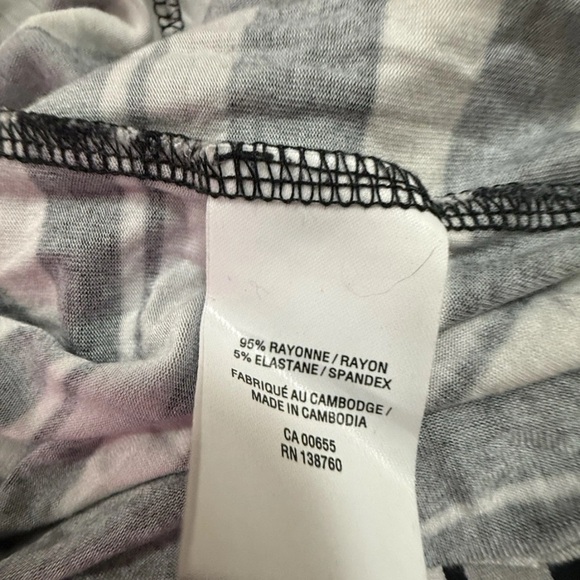 95% RAYONNE / RAYON
5% ELASTANE / SPANDEX
FABRIQUÉ AU CAMBODGE /
MADE IN CAMBODIA
CA 00655
RN 138760